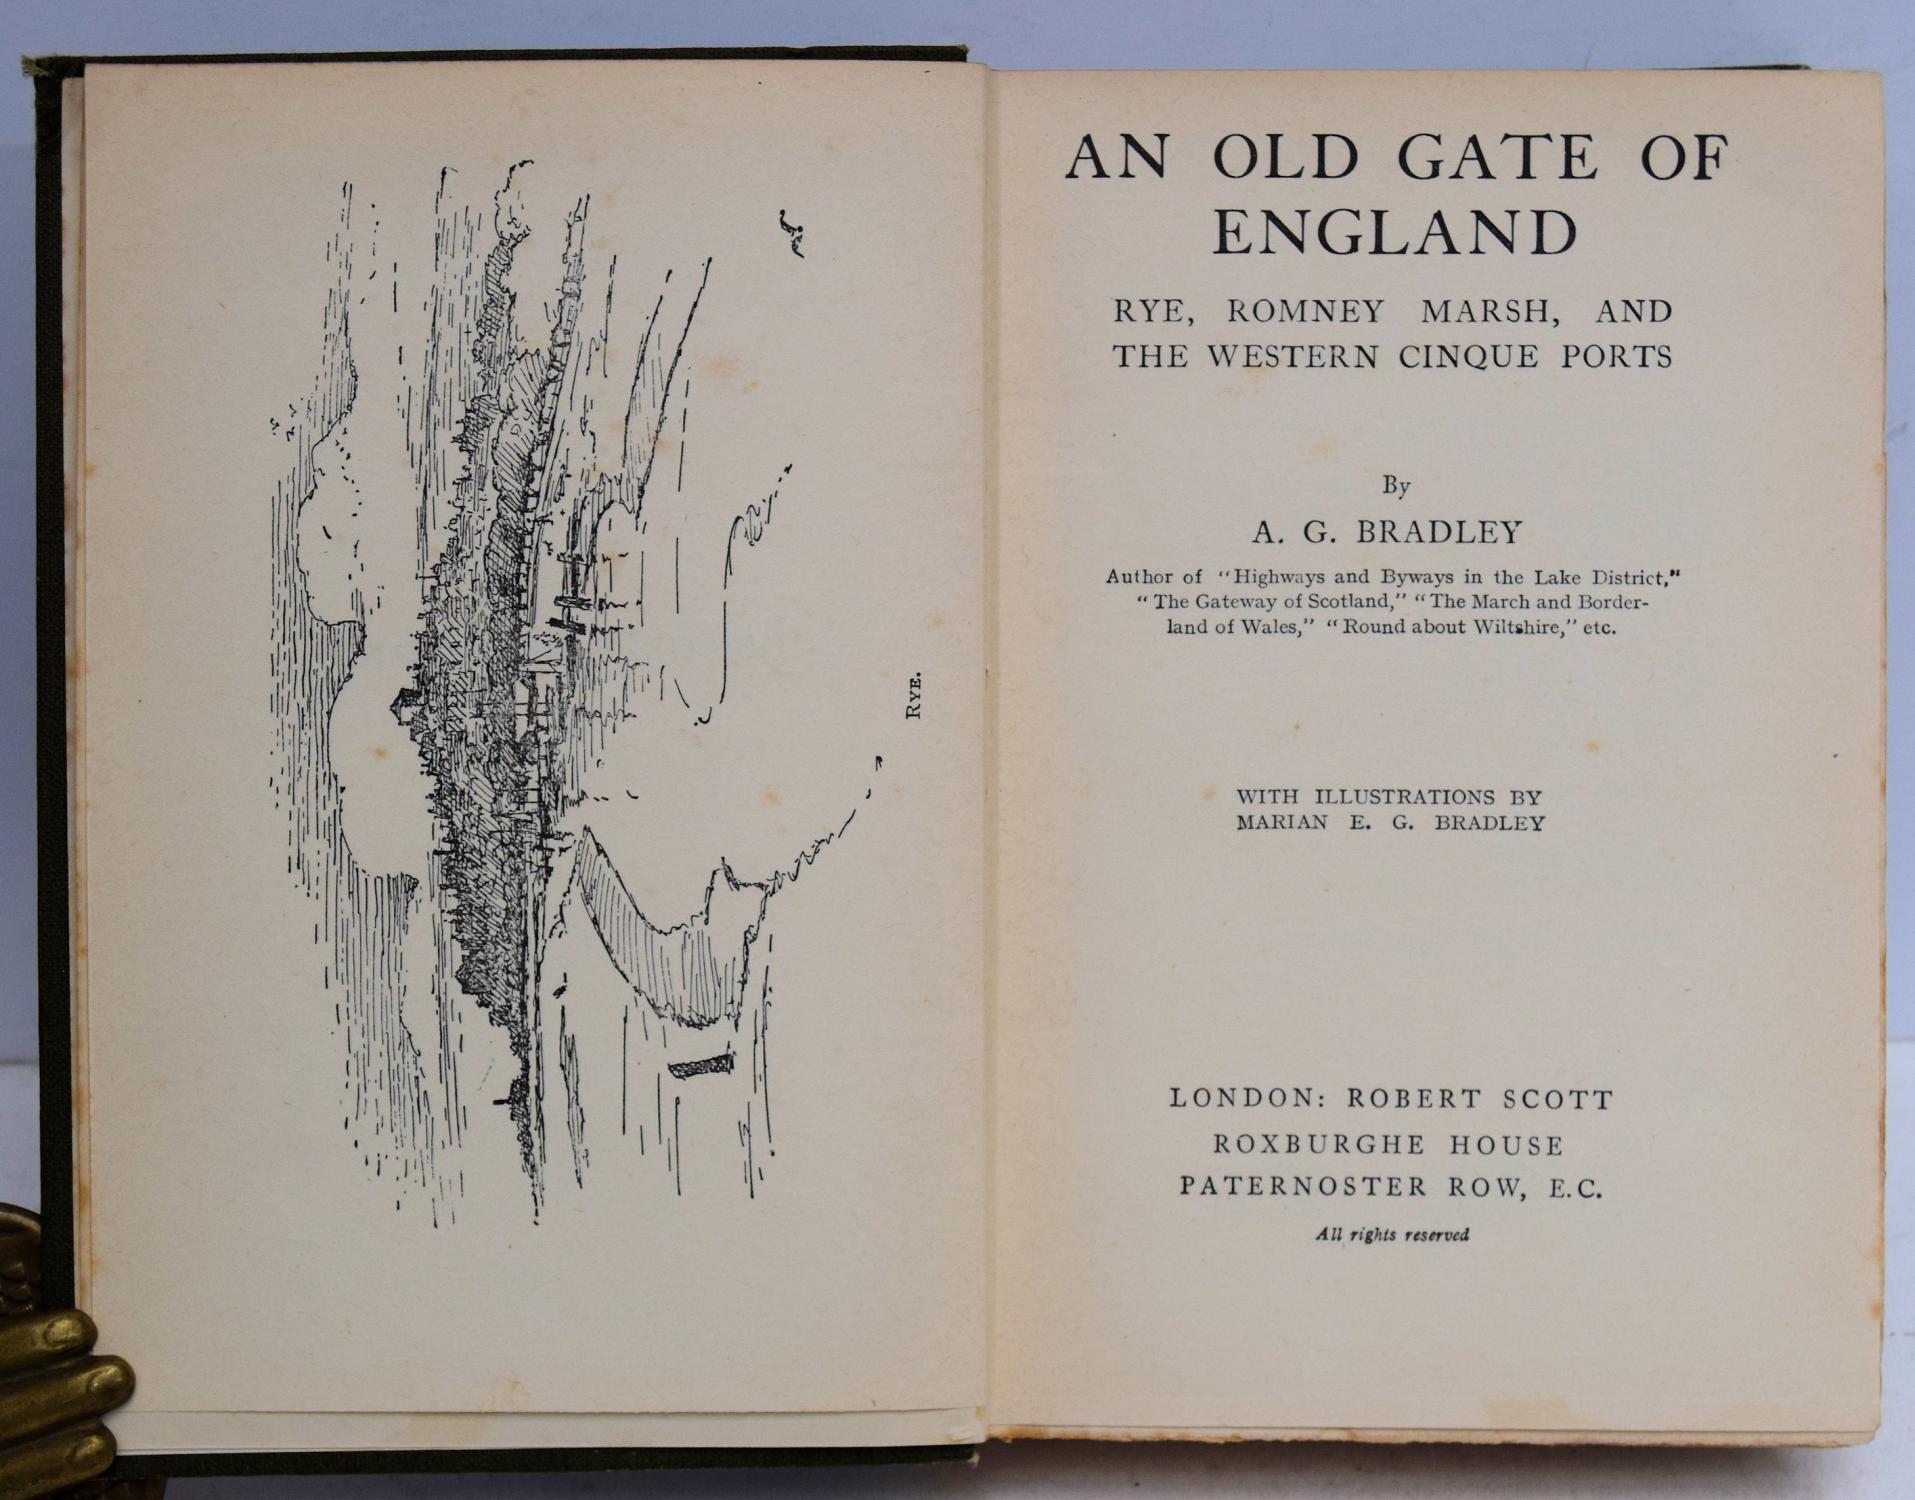 RYE.
AN OLD GATE OF
ENGLAND
RYE, ROMNEY MARSH, AND
THE WESTERN CINQUE PORTS
By
A. G. BRADLEY
Author of "Highways and Byways in the Lake District,"
"The Gateway of Scotland," "The March and Border-
land of Wales," "Round about Wiltshire," etc.
WITH ILLUSTRATIONS BY
MARIAN E. G. BRADLEY
LONDON: ROBERT SCOTT
ROXBURGHE HOUSE
PATERNOSTER ROW, E.C.
All rights reserved